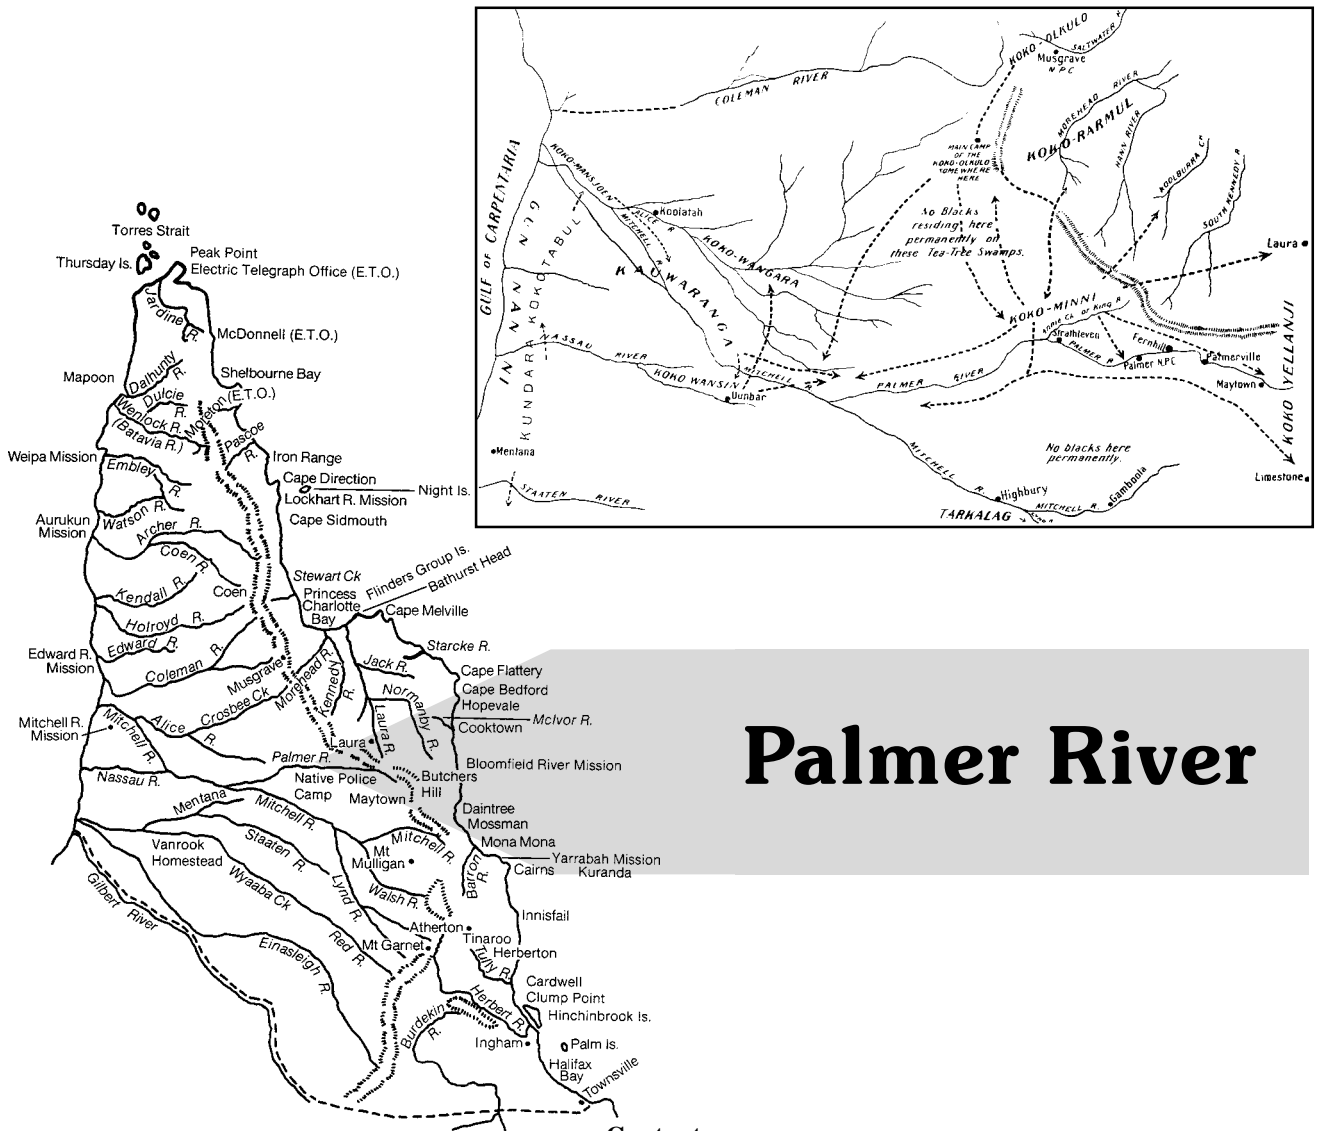 Torres Strait
Thursday Is.
Peak Point
Electric Telegraph Office (E.T.O.)
Jardine R.
McDonnell (E.T.O.)
Mapoon
Dalhunty R.
Shelbourne Bay
Dulcie R.
Moreton (E.T.O.)
Wenlock R.
(Batavia R.)
Pascoe R.
Weipa Mission
Embley R.
Iron Range
Cape Direction
Night Is.
Lockhart R. Mission
Watson R.
Aurukun
Mission
Archer R.
Cape Sidmouth
Coen R.
Kendall R.
Coen
Stewart Ck
Princess
Charlotte
Bay
Flinders Group Is.
Bathurst Head
Cape Melville
Holroyd R.
Edward R.
Edward R.
Mission
Coleman R.
Musgrave
Morehead R.
Kennedy R.
Jack R.
Starcke R.
Cape Flattery
Cape Bedford
Hopevale
Normanby R.
McIvor R.
Cooktown
Crosbee Ck
Alice R.
Mitchell R.
Mitchell R.
Mission
Laura R.
Laura
Palmer R.
Bloomfield River Mission
Nassau R.
Native Police
Camp
Butchers
Hill
Maytown
Mentana
Mitchell R.
Daintree
Mossman
Mitchell R.
Mona Mona
Vanrook
Homestead
Staaten R.
Mt
Mulligan
Barron R.
Yarrabah Mission
Cairns
Kuranda
Gilbert River
Wyaaba Ck
Lynd R.
Walsh R.
Innisfail
Atherton
Tinaroo
Herberton
Red R.
Mt Garnet
Tully R.
Einasleigh R.
Cardwell
Clump Point
Hinchinbrook Is.
Herbert R.
Burdekin R.
Ingham
Palm Is.
Halifax
Bay
Townsville
KOKO-OLKULO
SALTWATER R
Musgrave
N P C
COLEMAN RIVER
MOREHEAD RIVER
KOKO-RARMUL
HANN RIVER
KOOLBURRA CK
SOUTH KENNEDY R
MAIN CAMP
OF THE
KOKO-OLKULO
SOMEWHERE
HERE
GULF OF CARPENTARIA
KOKO-MANSJOEN
ALICE R
Koolatah
MITCHELL R
KOKO-WANGARA
KAUWARANGA
KUNDARA KOKOTABUL
No Blacks
residing here
permanently on
these Tea-Tree Swamps.
Laura
KOKO-MINNI
Annie Ck or King R
Strathleven
Fernhill
PALMER R
Palmer N.P.C
Palmerville
Maytown
KOKO YELLANJI
NASSAU RIVER
KOKO WANSIN
MITCHELL
Dunbar
PALMER RIVER
Mentana
STAATEN RIVER
MITCHELL R.
No blacks here
permanently.
Limestone
Highbury
MITCHELL R.
Gamboola
TARKALAG
Palmer River